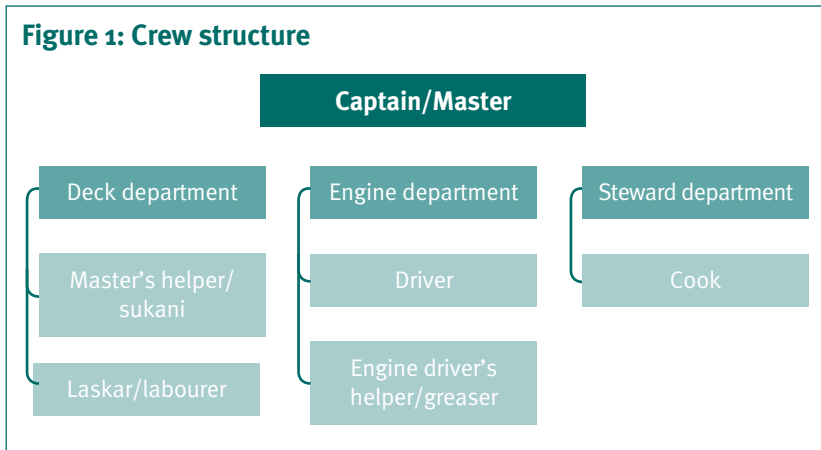 Figure 1: Crew structure
Captain/Master
Deck department
Master's helper/
sukani
Laskar/labourer
Engine department
Driver
Engine driver's
helper/greaser
Steward department
Cook